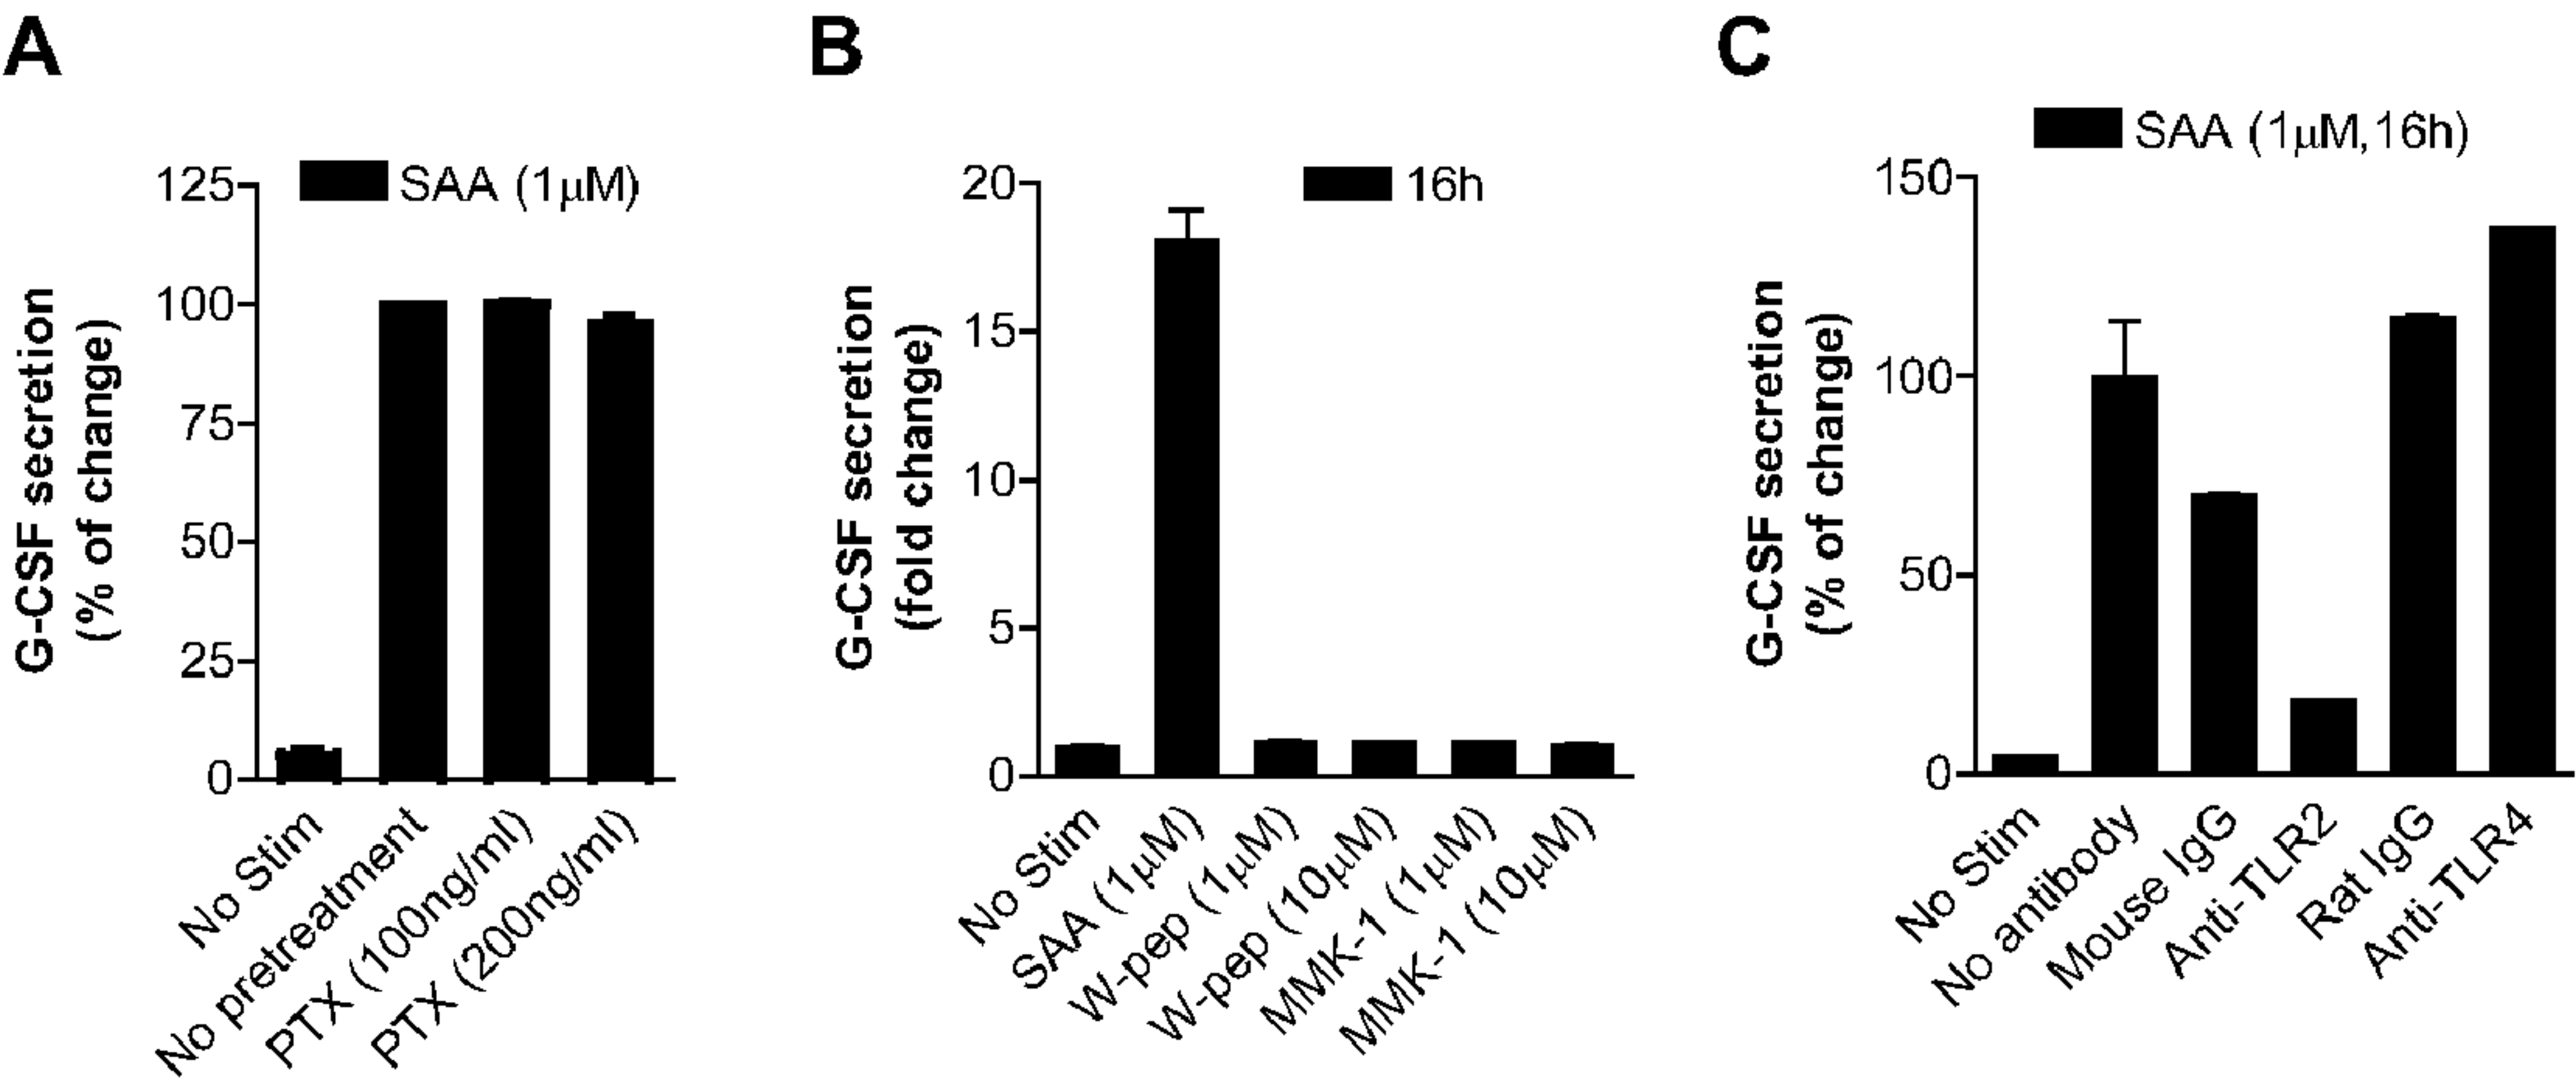 A
SAA (1μM)
G-CSF secretion
(% of change)
125
100
75
50
25
0
No Stim
No pretreatment
PTX (100ng/ml)
PTX (200ng/ml)
B
16h
G-CSF secretion
(fold change)
20
15
10
5
0
No Stim
SAA (1μM)
W-pep (1μM)
W-pep (10μM)
MMK-1 (1μM)
MMK-1 (10μM)
C
SAA (1μM,16h)
G-CSF secretion
(% of change)
150
100
50
0
No Stim
No antibody
Mouse IgG
Anti-TLR2
Rat IgG
Anti-TLR4